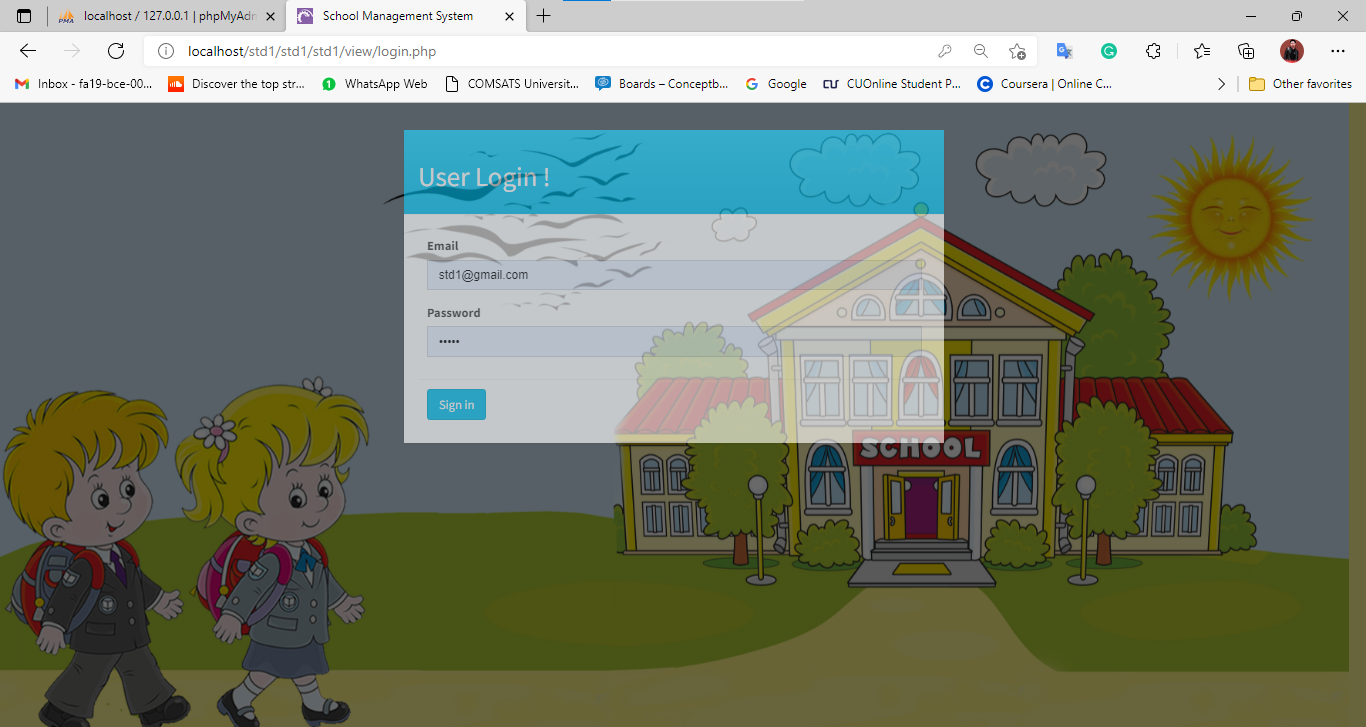 localhost / 127.0.0.1 | phpMyAdm
School Management System
localhost/std1/std1/std1/view/login.php
Inbox - fa19-bce-00...
Discover the top str...
1
WhatsApp Web
COMSATS Universit...
Boards – Conceptb...
Google
CUOnline Student P...
Coursera | Online C...
Other favorites
User Login !
Email
std1@gmail.com
Password
•••••
Sign in
SCHOOL